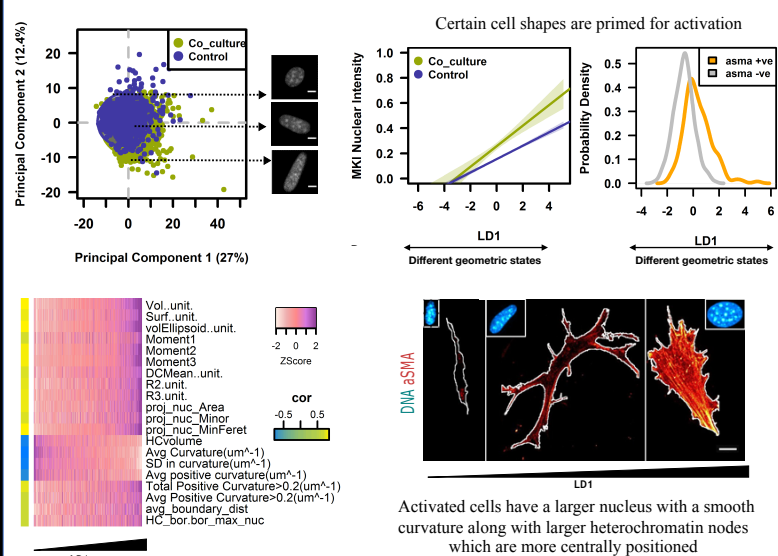 Certain cell shapes are primed for activation
Principal Component 2 (12.4%)
20
10
0
-10
-20
Co_culture
Control
-20
0
20
40
Principal Component 1 (27%)
MKI Nuclear Intensity
1.0
0.8
0.6
0.4
0.2
0.0
Co_culture
Control
-6
-4
-2
0
2
4
LD1
Different geometric states
Probability Density
0.5
0.4
0.3
0.2
0.1
0.0
asma +ve
asma -ve
-4
-2
0
2
4
6
LD1
Different geometric states
Vol..unit.
Surf..unit.
volEllipsoid..unit.
Moment1
Moment2
Moment3
DCMean..unit.
R2.unit.
R3.unit.
proj_nuc_Area
proj_nuc_Minor
proj_nuc_MinFeret
HCvolume
Avg Curvature(um^-1)
SD in curvature(um^-1)
Avg positive curvature(um^-1)
Total Positive Curvature>0.2(um^-1)
Avg Positive Curvature>0.2(um^-1)
avg_boundary_dist
HC_bor.bor_max_nuc
-2 0 2
ZScore
cor
-0.5 0.5
DNA aSMA
LD1
Activated cells have a larger nucleus with a smooth
curvature along with larger heterochromatin nodes
which are more centrally positioned